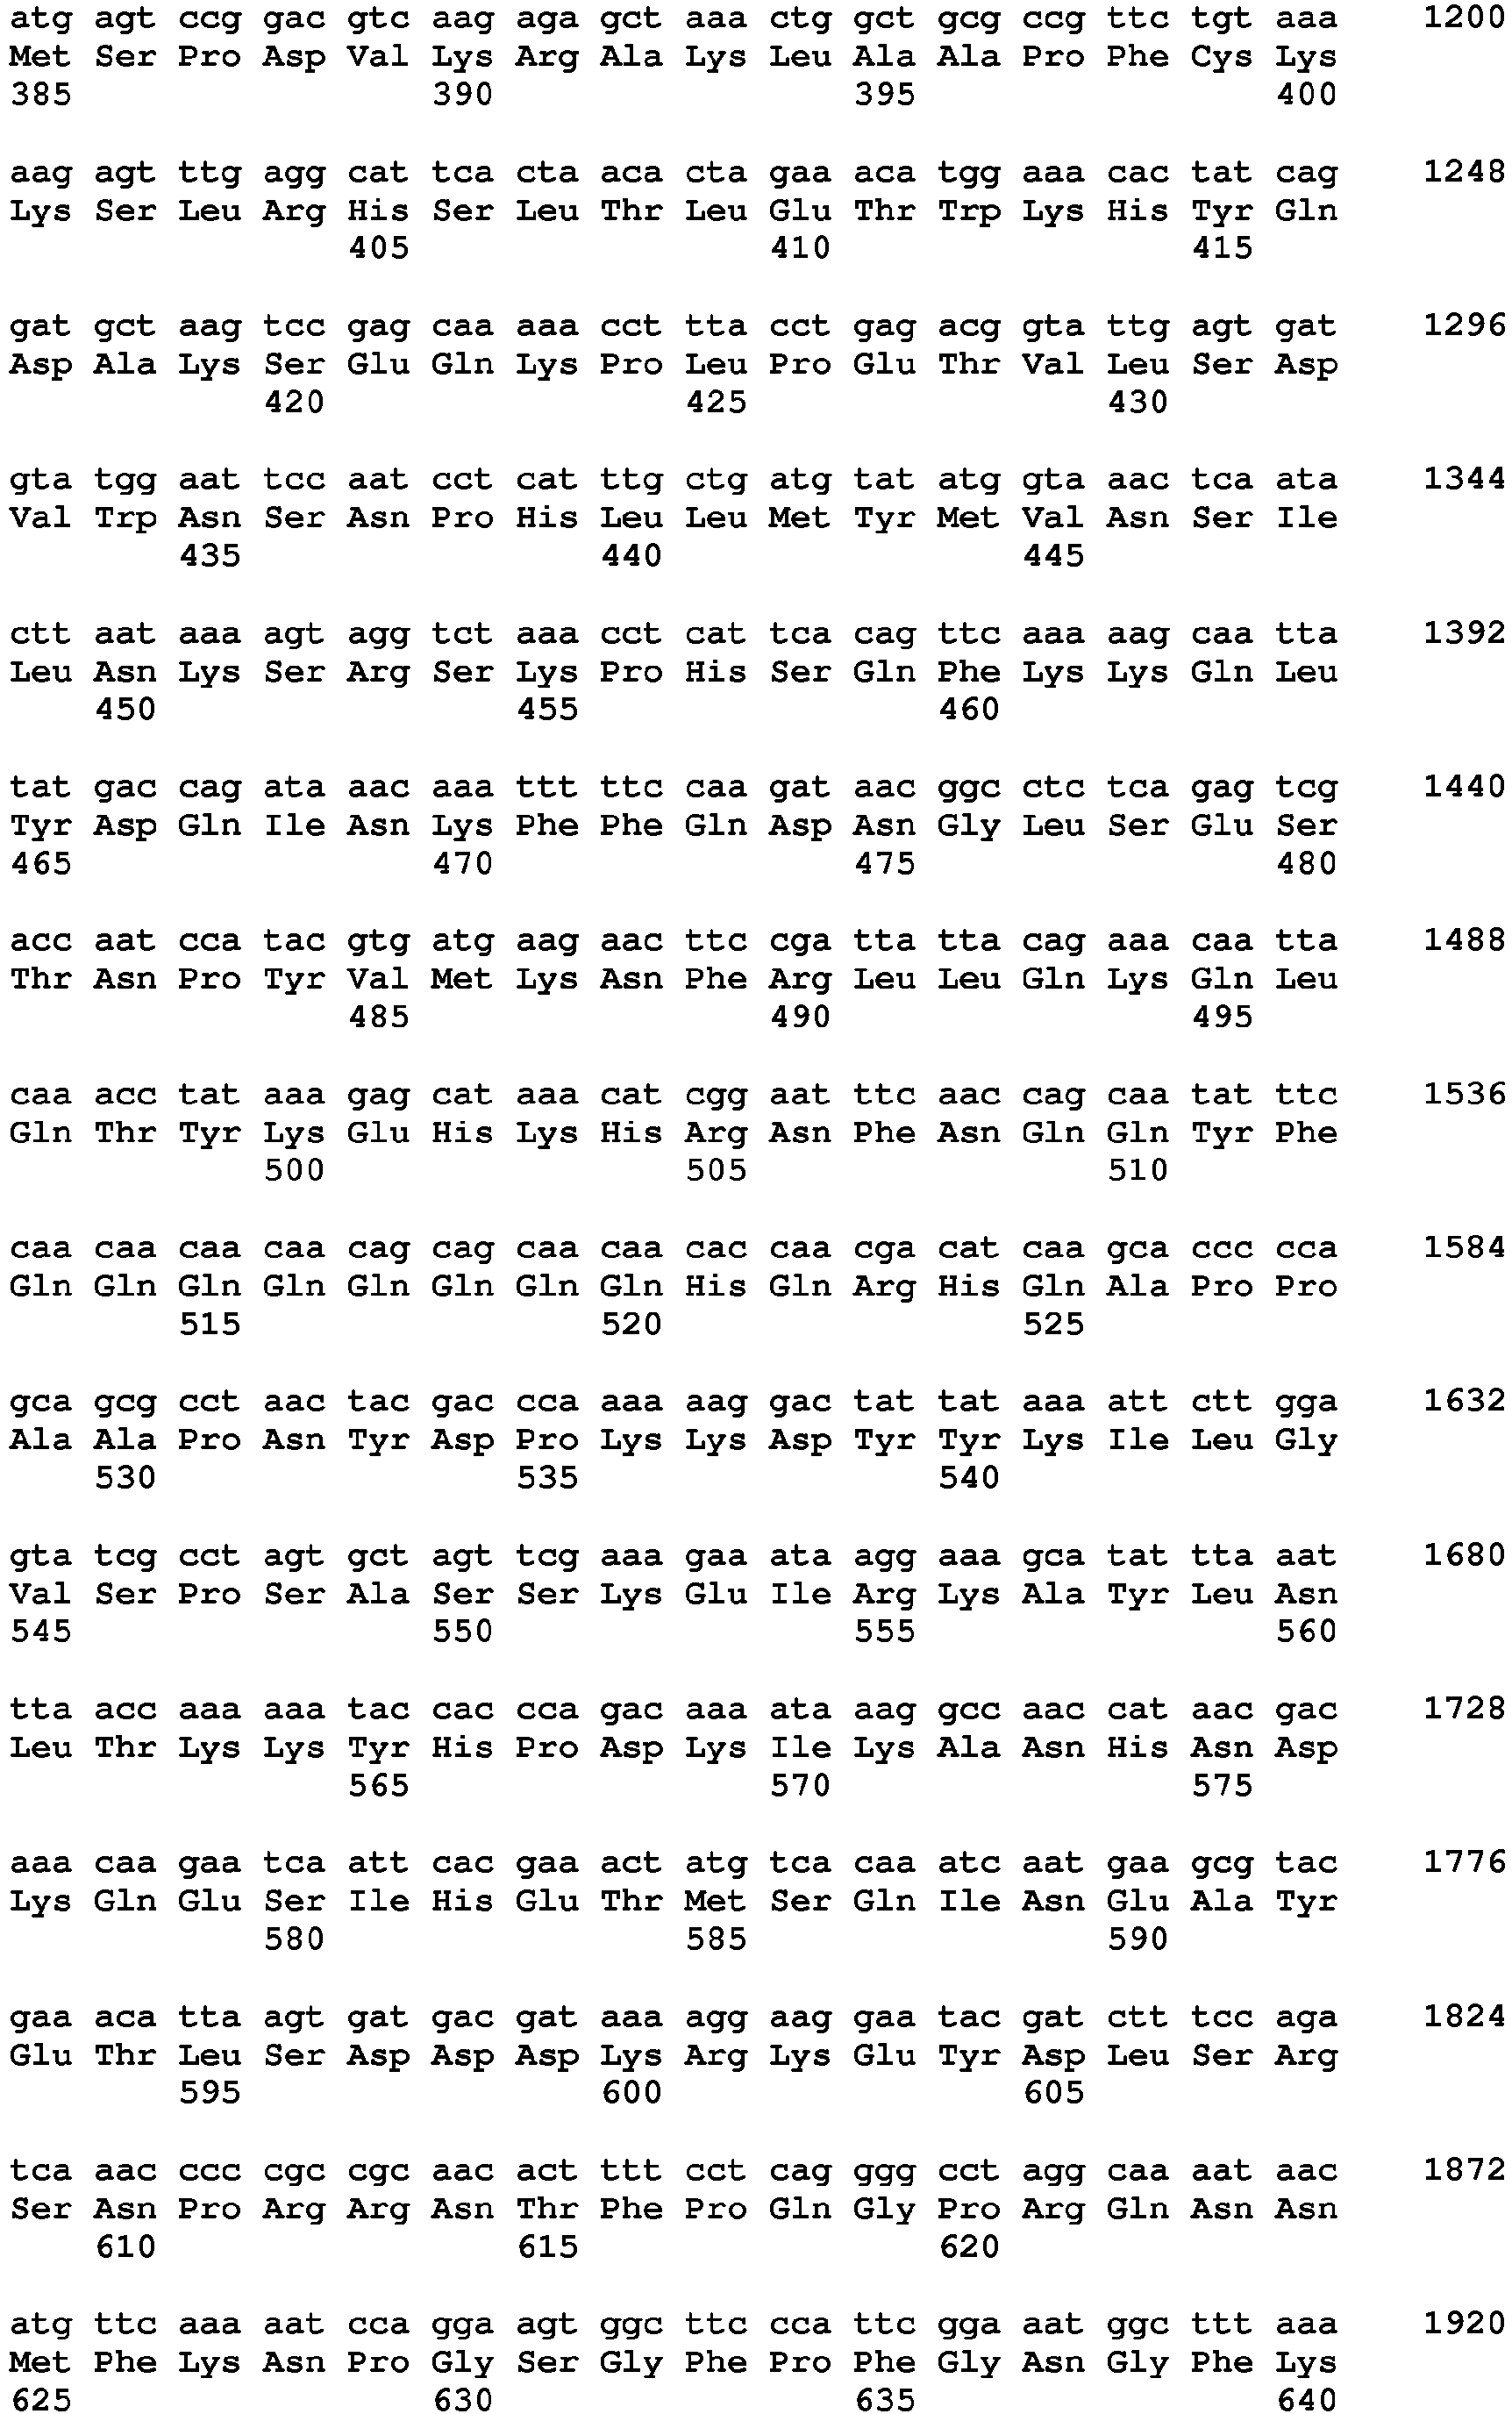 atg agt ccg gac gtc aag aga gct aaa ctg gct gcg ccg ttc tgt aaa 1200
Met Ser Pro Asp Val Lys Arg Ala Lys Leu Ala Ala Pro Phe Cys Lys
385 390 395 400
aag agt ttg agg cat tca cta aca cta gaa aca tgg aaa cac tat cag 1248
Lys Ser Leu Arg His Ser Leu Thr Leu Glu Thr Trp Lys His Tyr Gln
405 410 415
gat gct aag tcc gag caa aaa cct tta cct gag acg gta ttg agt gat 1296
Asp Ala Lys Ser Glu Gln Lys Pro Leu Pro Glu Thr Val Leu Ser Asp
420 425 430
gta tgg aat tcc aat cct cat ttg ctg atg tat atg gta aac tca ata 1344
Val Trp Asn Ser Asn Pro His Leu Leu Met Tyr Met Val Asn Ser Ile
435 440 445
ctt aat aaa agt agg tct aaa cct cat tca cag ttc aaa aag caa tta 1392
Leu Asn Lys Ser Arg Ser Lys Pro His Ser Gln Phe Lys Lys Gln Leu
450 455 460
tat gac cag ata aac aaa ttt ttc caa gat aac ggc ctc tca gag tcg 1440
Tyr Asp Gln Ile Asn Lys Phe Phe Gln Asp Asn Gly Leu Ser Glu Ser
465 470 475 480
acc aat cca tac gtg atg aag aac ttc cga tta tta cag aaa caa tta 1488
Thr Asn Pro Tyr Val Met Lys Asn Phe Arg Leu Leu Gln Lys Gln Leu
485 490 495
caa acc tat aaa gag cat aaa cat cgg aat ttc aac cag caa tat ttc 1536
Gln Thr Tyr Lys Glu His Lys His Arg Asn Phe Asn Gln Gln Tyr Phe
500 505 510
caa caa caa caa cag cag caa caa cac caa cga cat caa gca ccc cca 1584
Gln Gln Gln Gln Gln Gln Gln Gln His Gln Arg His Gln Ala Pro Pro
515 520 525
gca gcg cct aac tac gac cca aaa aag gac tat tat aaa att ctt gga 1632
Ala Ala Pro Asn Tyr Asp Pro Lys Lys Asp Tyr Tyr Lys Ile Leu Gly
530 535 540
gta tcg cct agt gct agt tcg aaa gaa ata agg aaa gca tat tta aat 1680
Val Ser Pro Ser Ala Ser Ser Lys Glu Ile Arg Lys Ala Tyr Leu Asn
545 550 555 560
tta acc aaa aaa tac cac cca gac aaa ata aag gcc aac cat aac gac 1728
Leu Thr Lys Lys Tyr His Pro Asp Lys Ile Lys Ala Asn His Asn Asp
565 570 575
aaa caa gaa tca att cac gaa act atg tca caa atc aat gaa gcg tac 1776
Lys Gln Glu Ser Ile His Glu Thr Met Ser Gln Ile Asn Glu Ala Tyr
580 585 590
gaa aca tta agt gat gac gat aaa agg aag gaa tac gat ctt tcc aga 1824
Glu Thr Leu Ser Asp Asp Asp Lys Arg Lys Glu Tyr Asp Leu Ser Arg
595 600 605
tca aac ccc cgc cgc aac act ttt cct cag ggg cct agg caa aat aac 1872
Ser Asn Pro Arg Arg Asn Thr Phe Pro Gln Gly Pro Arg Gln Asn Asn
610 615 620
atg ttc aaa aat cca gga agt ggc ttc cca ttc gga aat ggc ttt aaa 1920
Met Phe Lys Asn Pro Gly Ser Gly Phe Pro Phe Gly Asn Gly Phe Lys
625 630 635 640